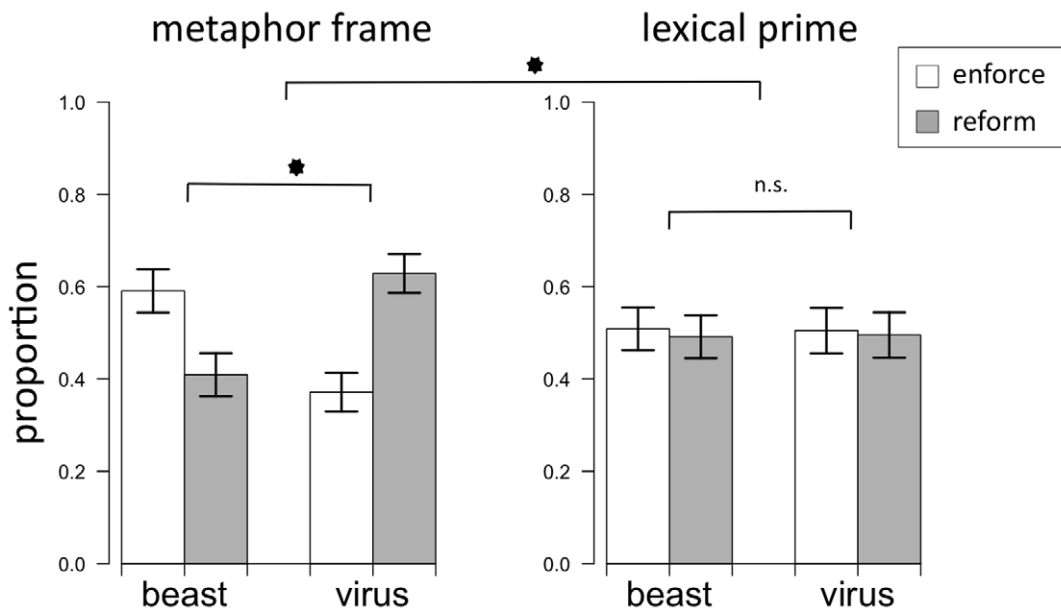 metaphor frame
lexical prime
enforce
reform
proportion
1.0
0.8
0.6
0.4
0.2
0.0
beast
virus
1.0
0.8
0.6
0.4
0.2
0.0
n.s.
beast
virus